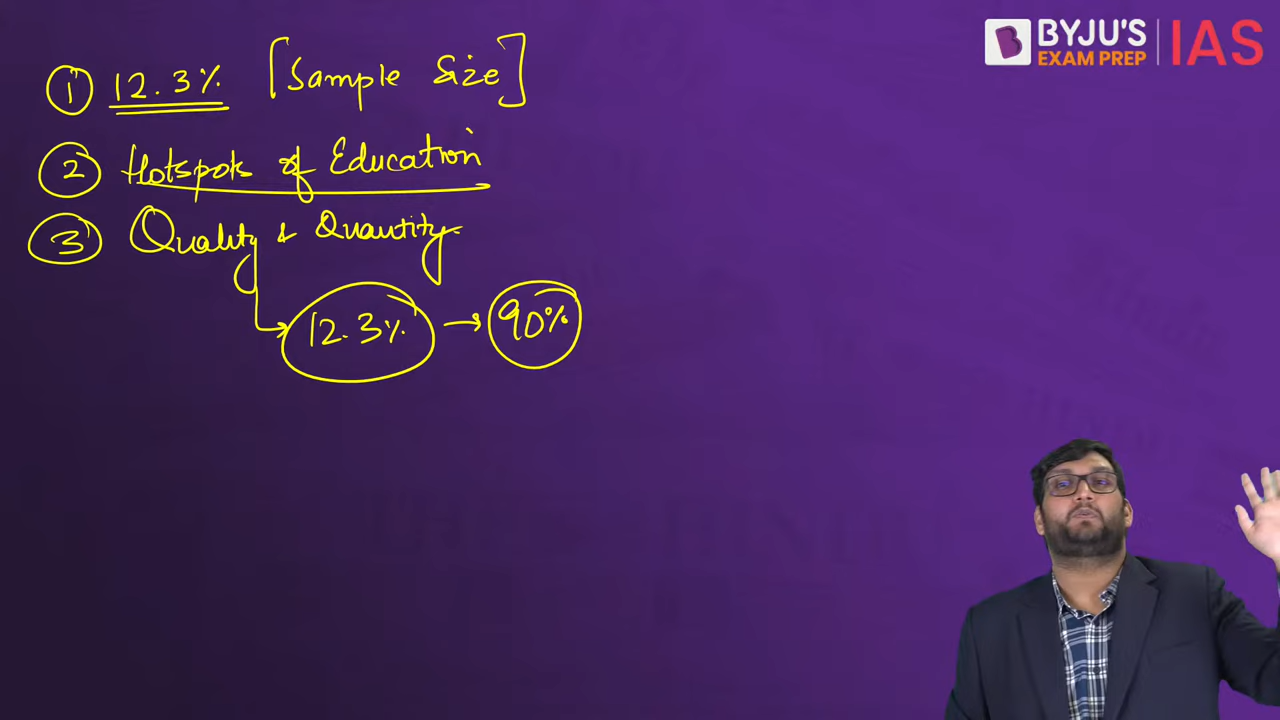 ① 12.3% [Sample Size]
② Hotspots of Education
③ Quality & Quantity
12.3% → 90%
BYJU'S
EXAM PREP
IAS